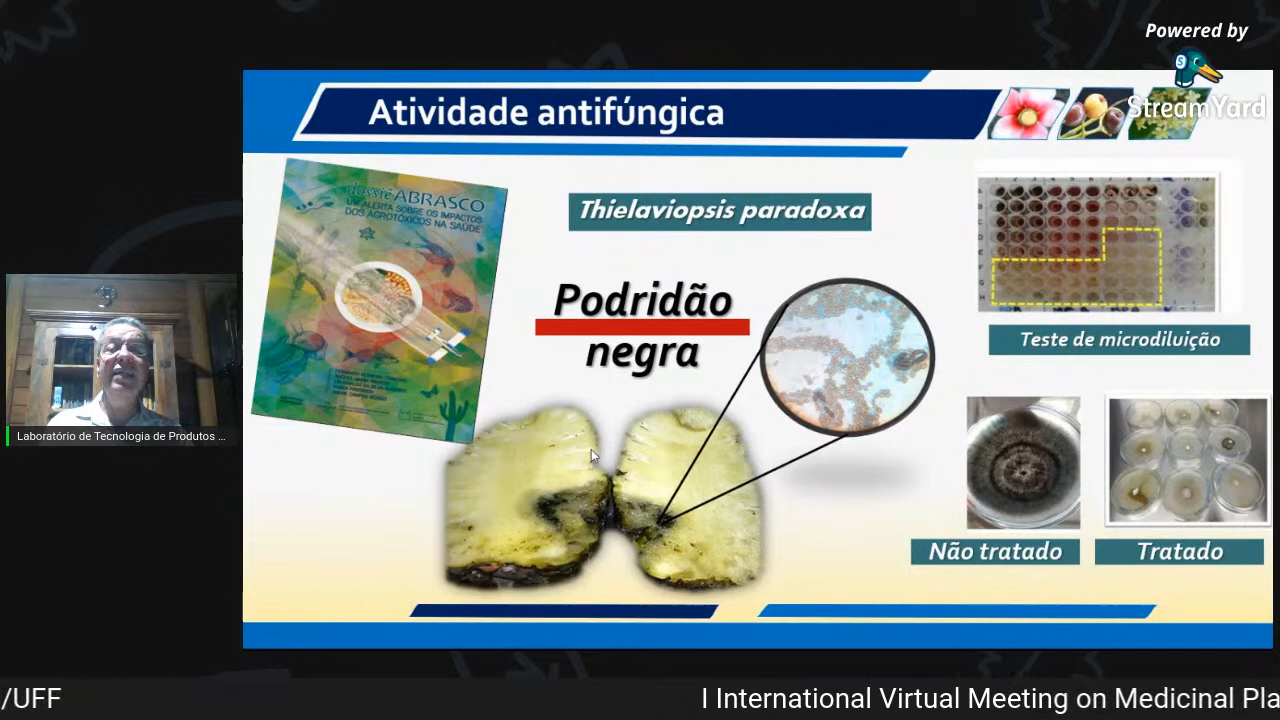 Powered by
StreamYard
Atividade antifúngica
dossiê ABRASCO
UM ALERTA SOBRE OS IMPACTOS
DOS AGROTÓXICOS NA SAÚDE
Thielaviopsis paradoxa
Podridão
negra
Teste de microdiluição
Não tratado
Tratado
Laboratório de Tecnologia de Produtos ...
/UFF
I International Virtual Meeting on Medicinal Pla